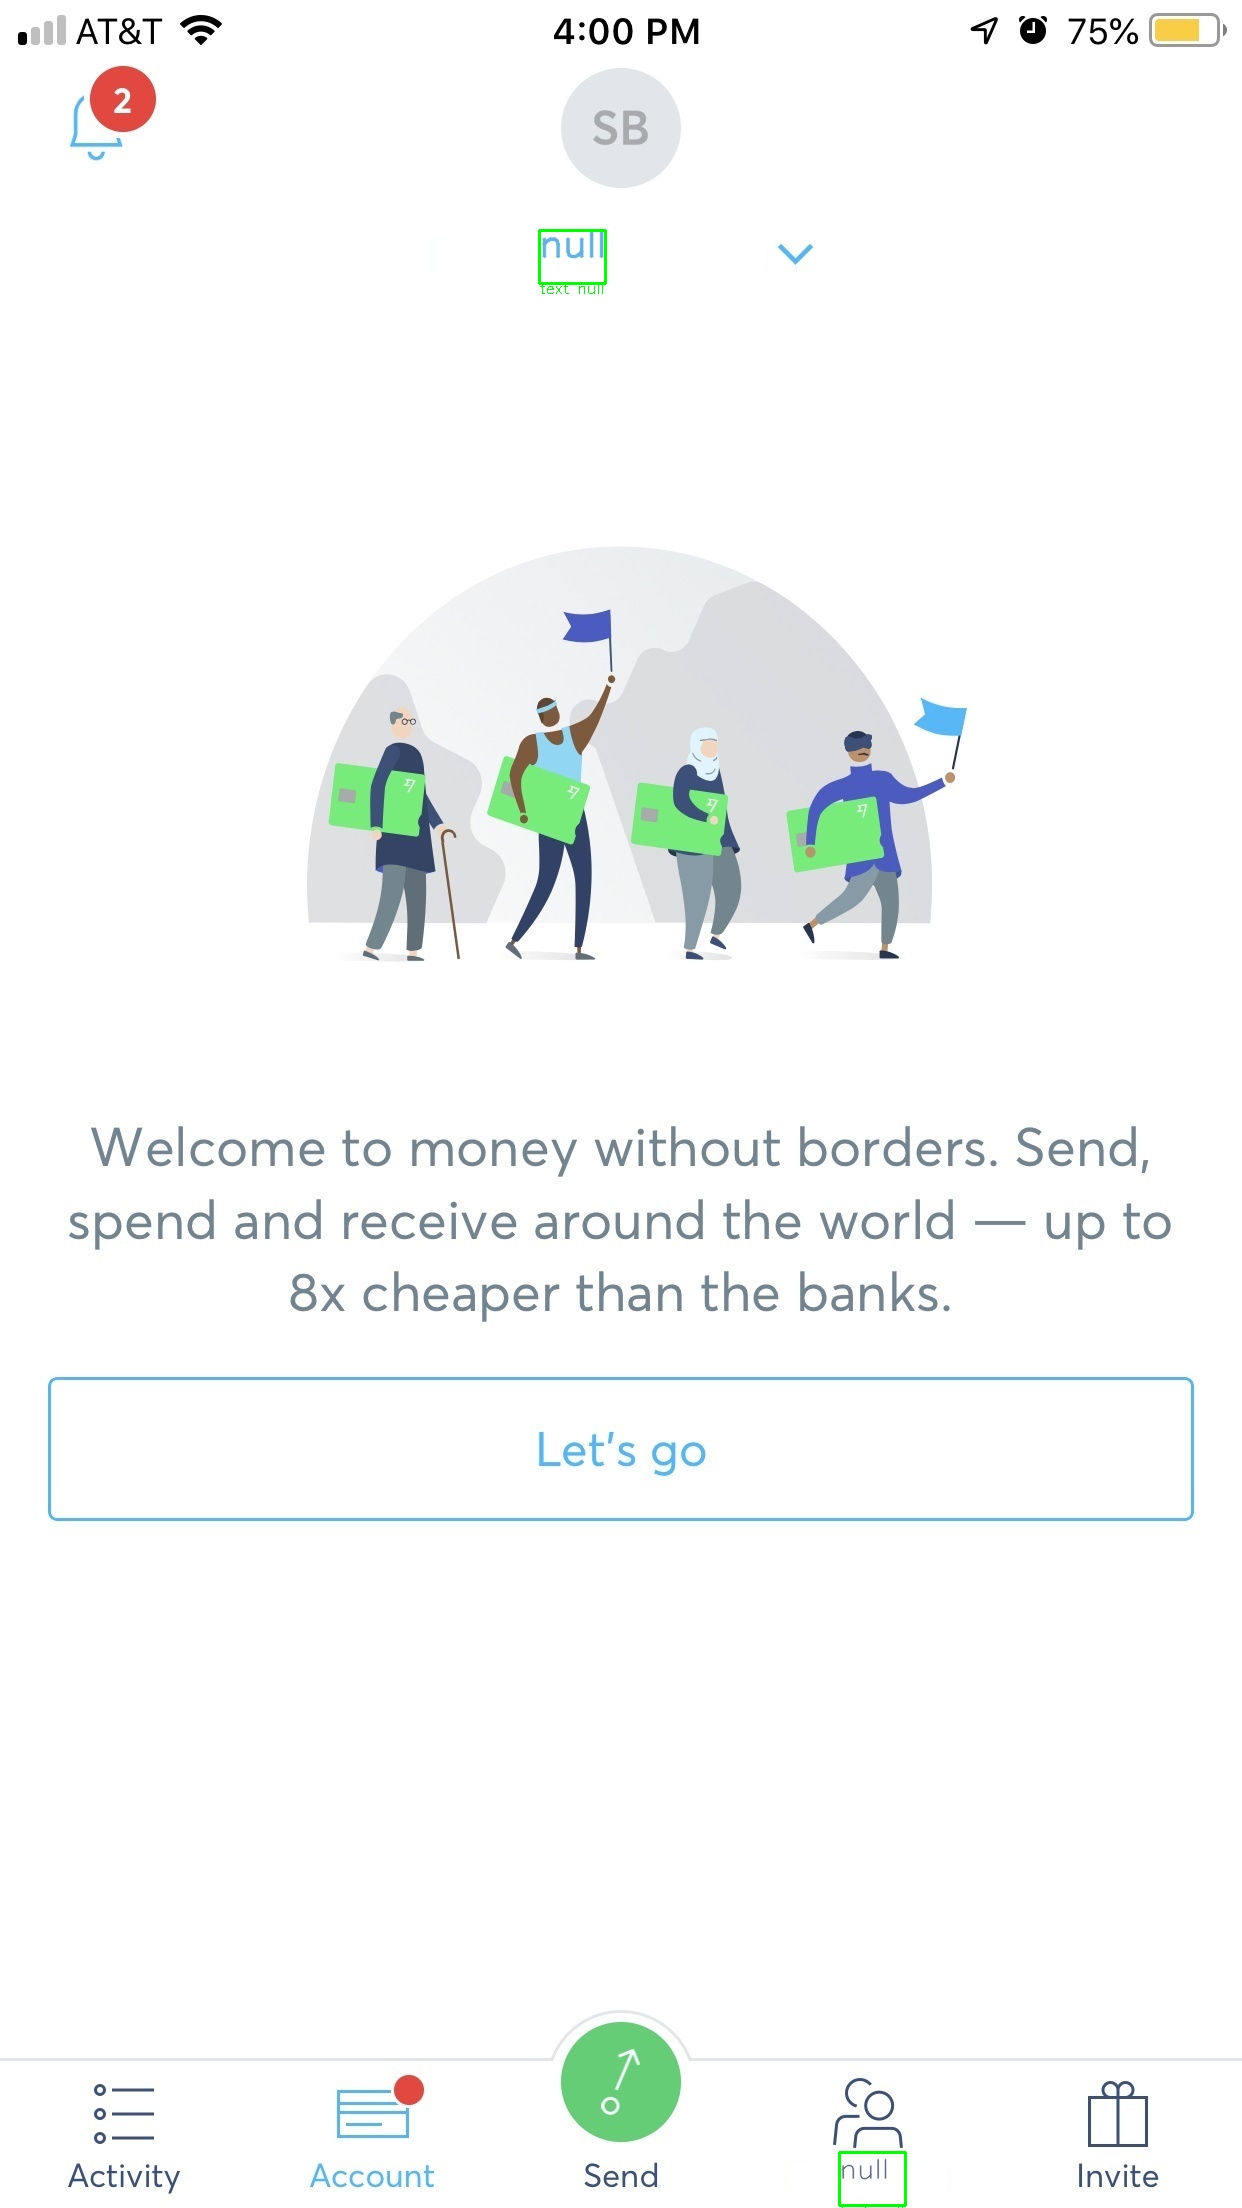 AT&T 4:00 PM 75%
2
SB
null
text null
Welcome to money without borders. Send,
spend and receive around the world — up to
8x cheaper than the banks.
Let's go
Activity Account Send null Invite